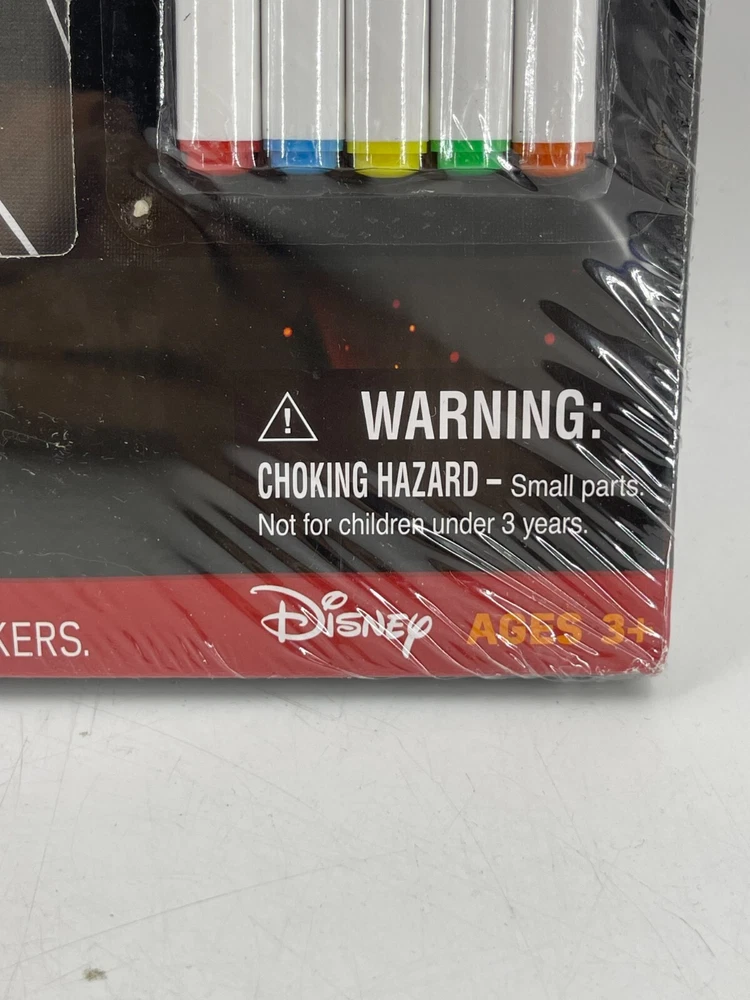 WARNING:
CHOKING HAZARD – Small parts.
Not for children under 3 years.
KERS. Disney AGES 3+